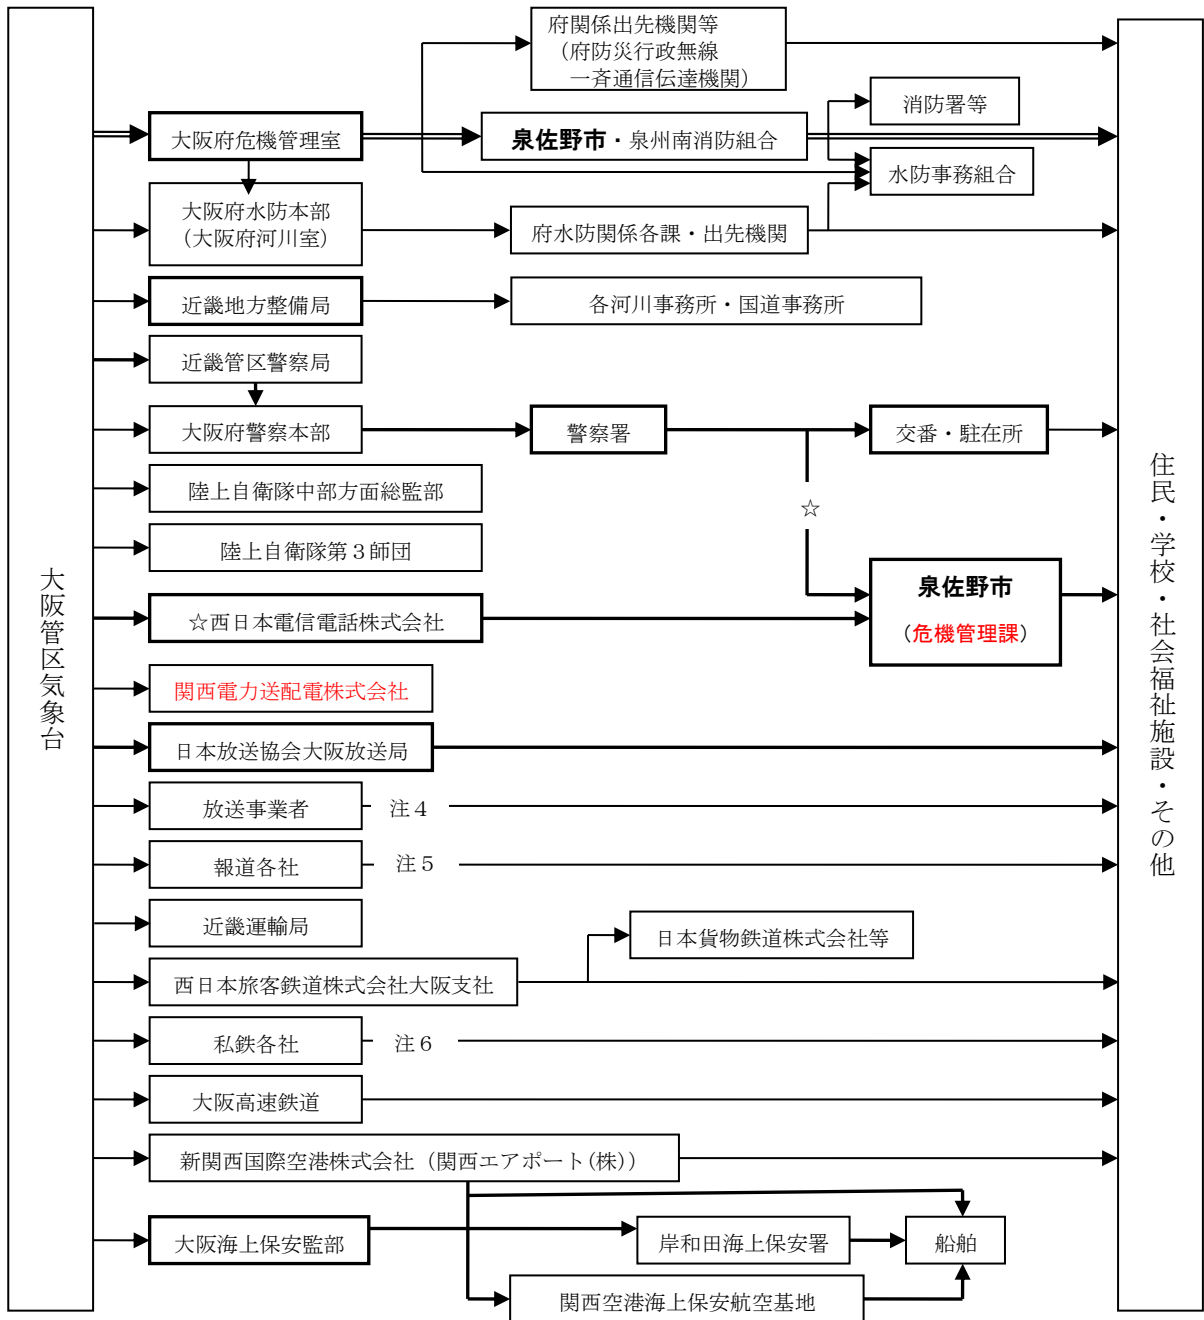 府関係出先機関等
（府防災行政無線
一斉通信伝達機関）
消防署等
大阪府危機管理室
泉佐野市・泉州南消防組合
水防事務組合
大阪府水防本部
（大阪府河川室）
府水防関係各課・出先機関
近畿地方整備局
各河川事務所・国道事務所
近畿管区警察局
大阪府警察本部
警察署
交番・駐在所
陸上自衛隊中部方面総監部
☆
陸上自衛隊第３師団
泉佐野市
（危機管理課）
☆西日本電信電話株式会社
関西電力送配電株式会社
日本放送協会大阪放送局
放送事業者
注４
報道各社
注５
近畿運輸局
日本貨物鉄道株式会社等
西日本旅客鉄道株式会社大阪支社
私鉄各社
注６
大阪高速鉄道
新関西国際空港株式会社（関西エアポート(株)）
大阪海上保安監部
岸和田海上保安署
船舶
関西空港海上保安航空基地
大阪管区気象台
住民・学校・社会福祉施設・その他